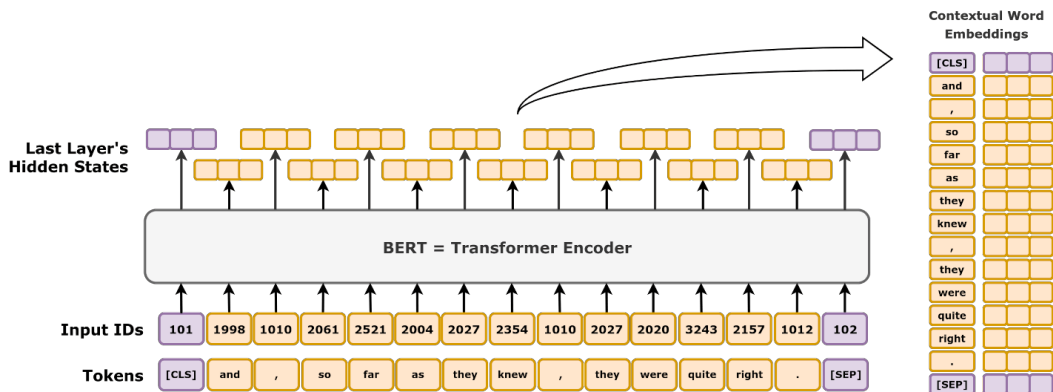 Contextual Word
Embeddings
[CLS]
and
,
so
far
as
they
knew
,
they
were
quite
right
.
[SEP]
Last Layer's
Hidden States
BERT = Transformer Encoder
Input IDs 101 1998 1010 2061 2521 2004 2027 2354 1010 2027 2020 3243 2157 1012 102
Tokens [CLS] and , so far as they knew , they were quite right . [SEP]